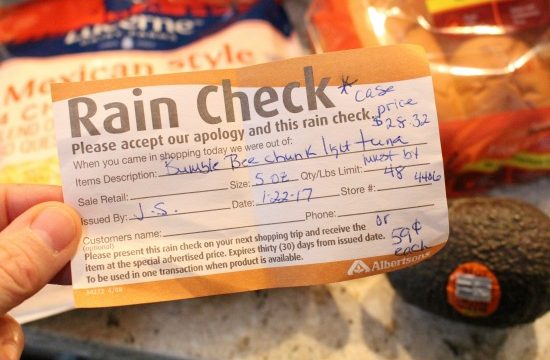 Lucerne
Mexican style
Rain Check * case
price
$28.32
Please accept our apology and this rain check.
When you came in shopping today we were out of:
Items Description: Bumble Bee chunk light tuna
Sale Retail: Size: 5 oz Qty/Lbs Limit: must by
48
Issued By: J.S. Date: 1-22-17 Store #: 4406
Customers name: Phone:
(optional)
or
59¢
each
Please present this rain check on your next shopping trip and receive the
item at the special advertised price. Expires thirty (30) days from issued date.
To be used in one transaction when product is available.
Albertsons